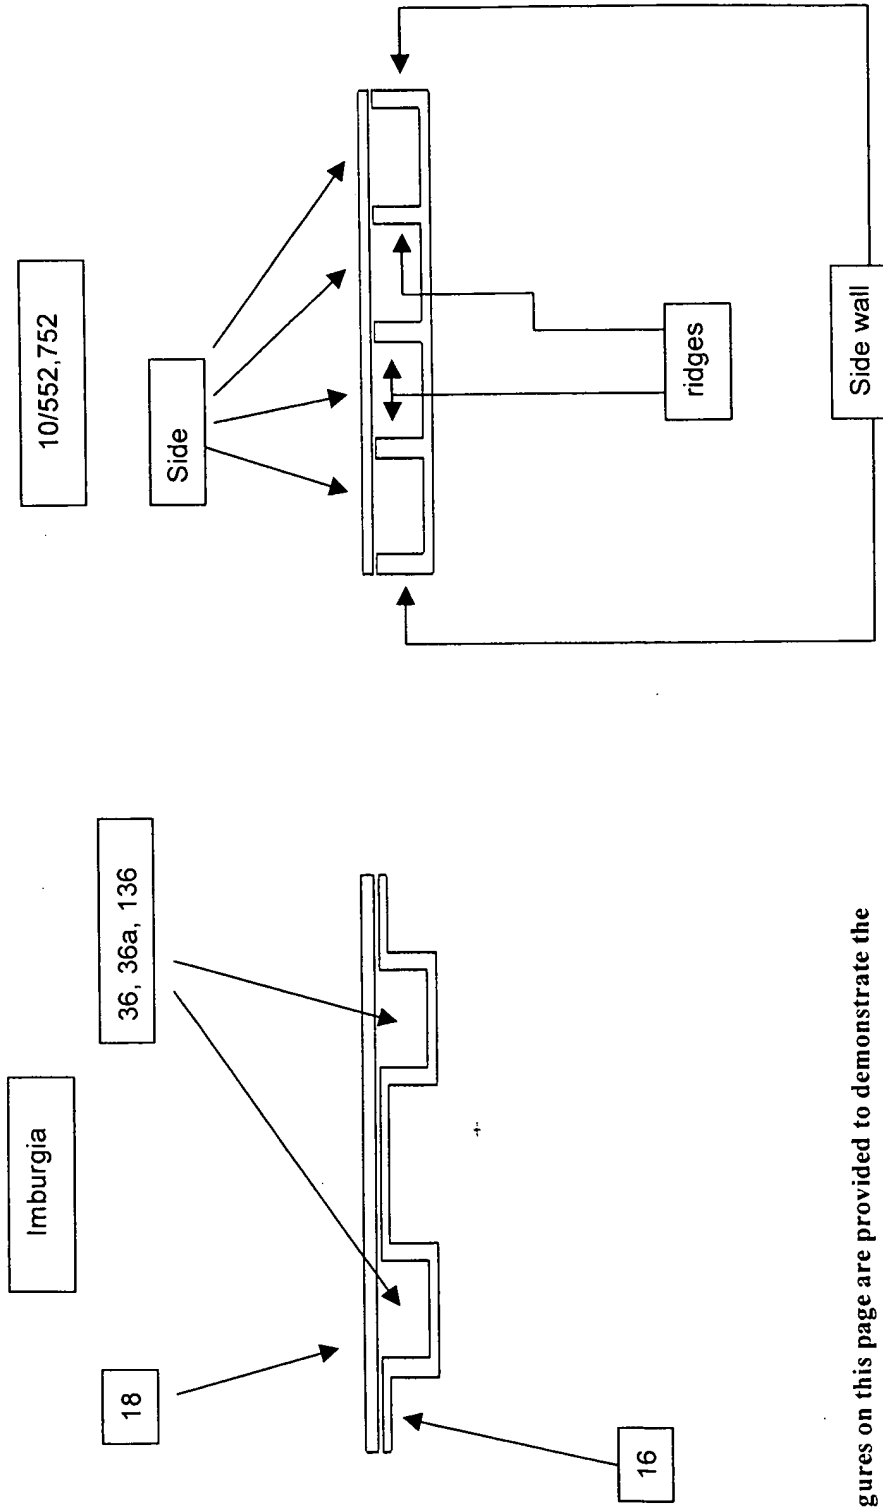 Imburgia
18
36, 36a, 136
16
10/552,752
Side
ridges
Side wall
gures on this page are provided to demonstrate the